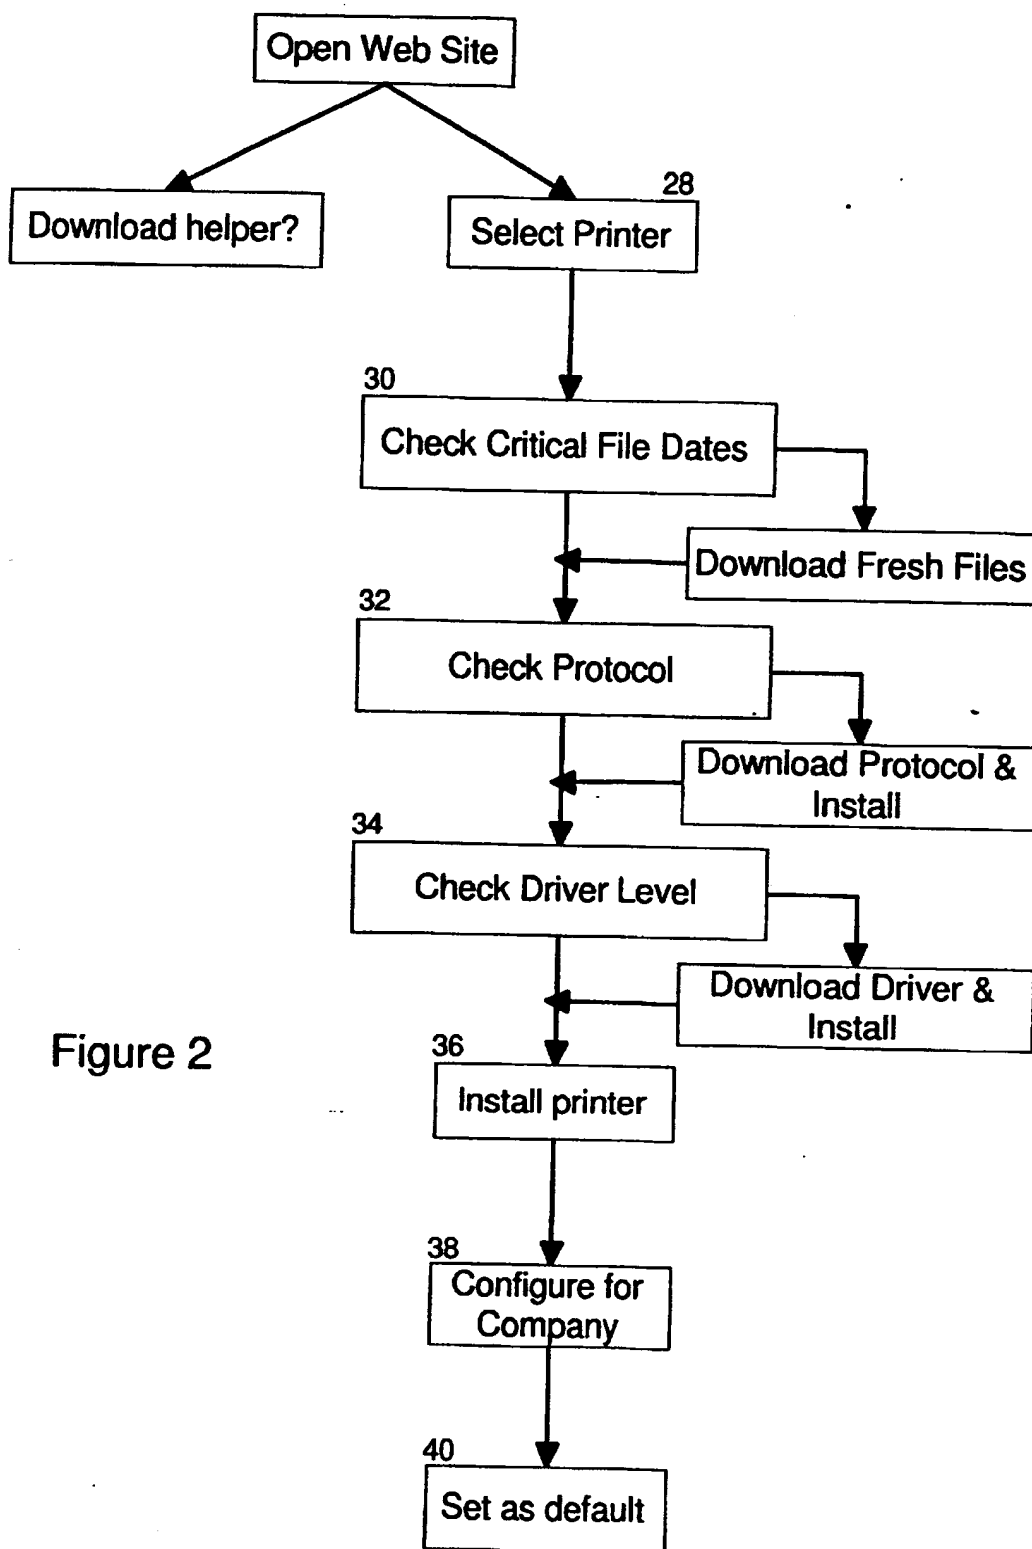 Open Web Site
Download helper?
28
Select Printer
30
Check Critical File Dates
Download Fresh Files
32
Check Protocol
Download Protocol &
Install
34
Check Driver Level
Download Driver &
Install
Figure 2
36
Install printer
38
Configure for
Company
40
Set as default